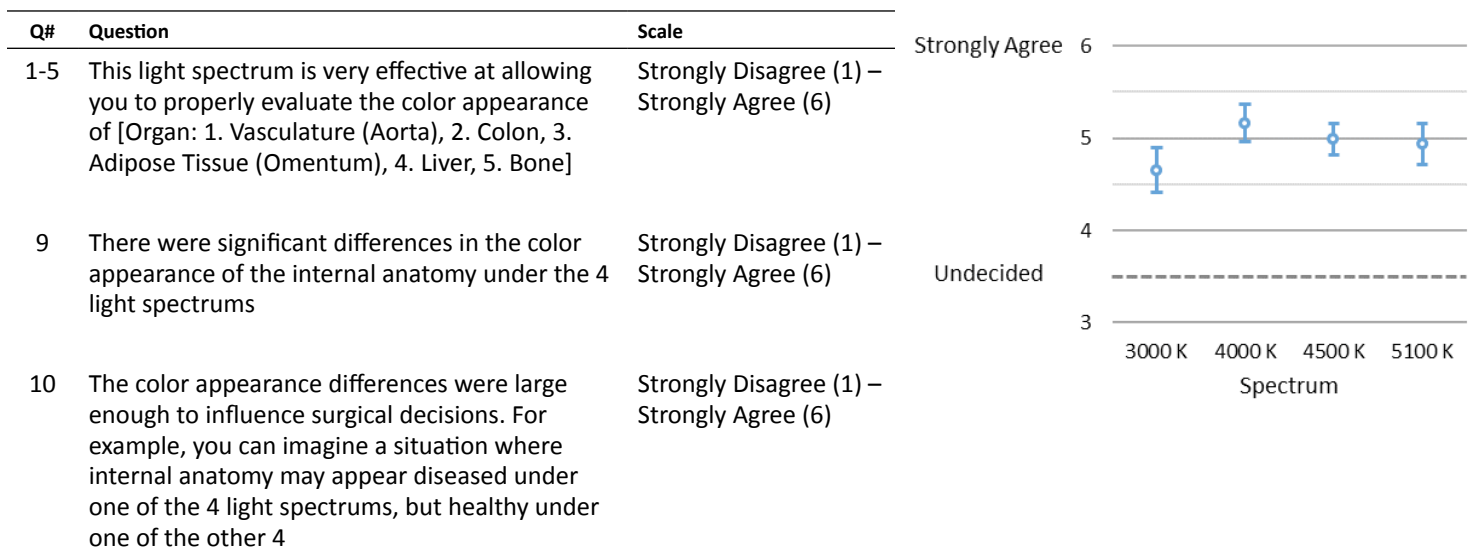 Q# Question Scale
1-5 This light spectrum is very effective at allowing Strongly Disagree (1) –
you to properly evaluate the color appearance Strongly Agree (6)
of [Organ: 1. Vasculature (Aorta), 2. Colon, 3.
Adipose Tissue (Omentum), 4. Liver, 5. Bone]
9 There were significant differences in the color Strongly Disagree (1) –
appearance of the internal anatomy under the 4 Strongly Agree (6)
light spectrums
10 The color appearance differences were large Strongly Disagree (1) –
enough to influence surgical decisions. For Strongly Agree (6)
example, you can imagine a situation where
internal anatomy may appear diseased under
one of the 4 light spectrums, but healthy under
one of the other 4
Strongly Agree 6
5
4
Undecided
3
3000 K 4000 K 4500 K 5100 K
Spectrum